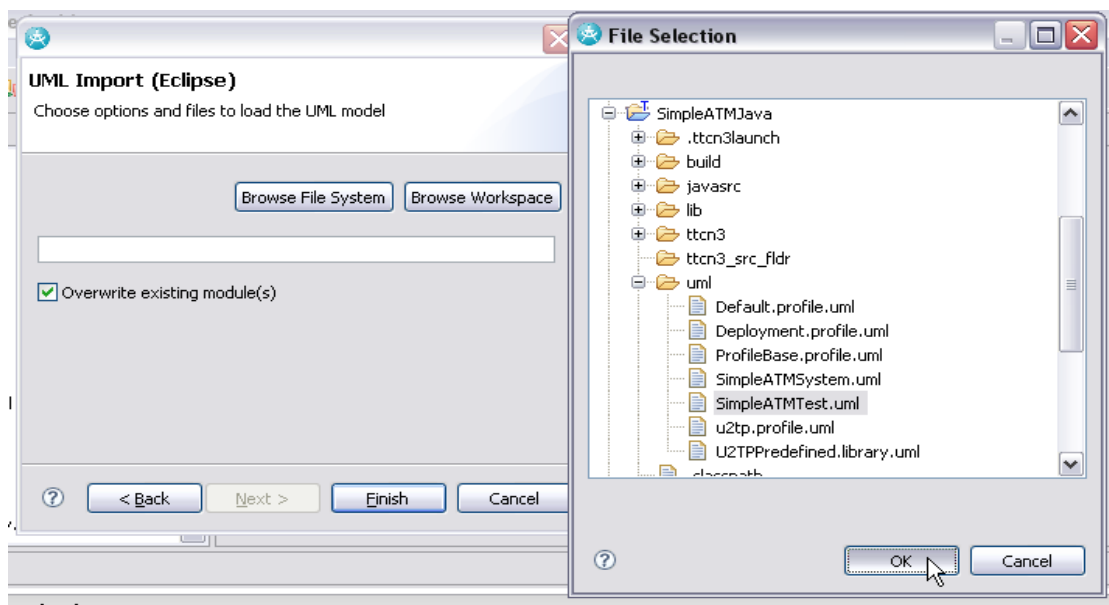 UML Import (Eclipse)
Choose options and files to load the UML model
Browse File System
Browse Workspace
Overwrite existing module(s)
< Back
Next >
Finish
Cancel
File Selection
SimpleATMJava
.ttcn3launch
build
javasrc
lib
ttcn3
ttcn3_src_fldr
uml
Default.profile.uml
Deployment.profile.uml
ProfileBase.profile.uml
SimpleATMSystem.uml
SimpleATMTest.uml
u2tp.profile.uml
U2TPPredefined.library.uml
.classpath
OK
Cancel